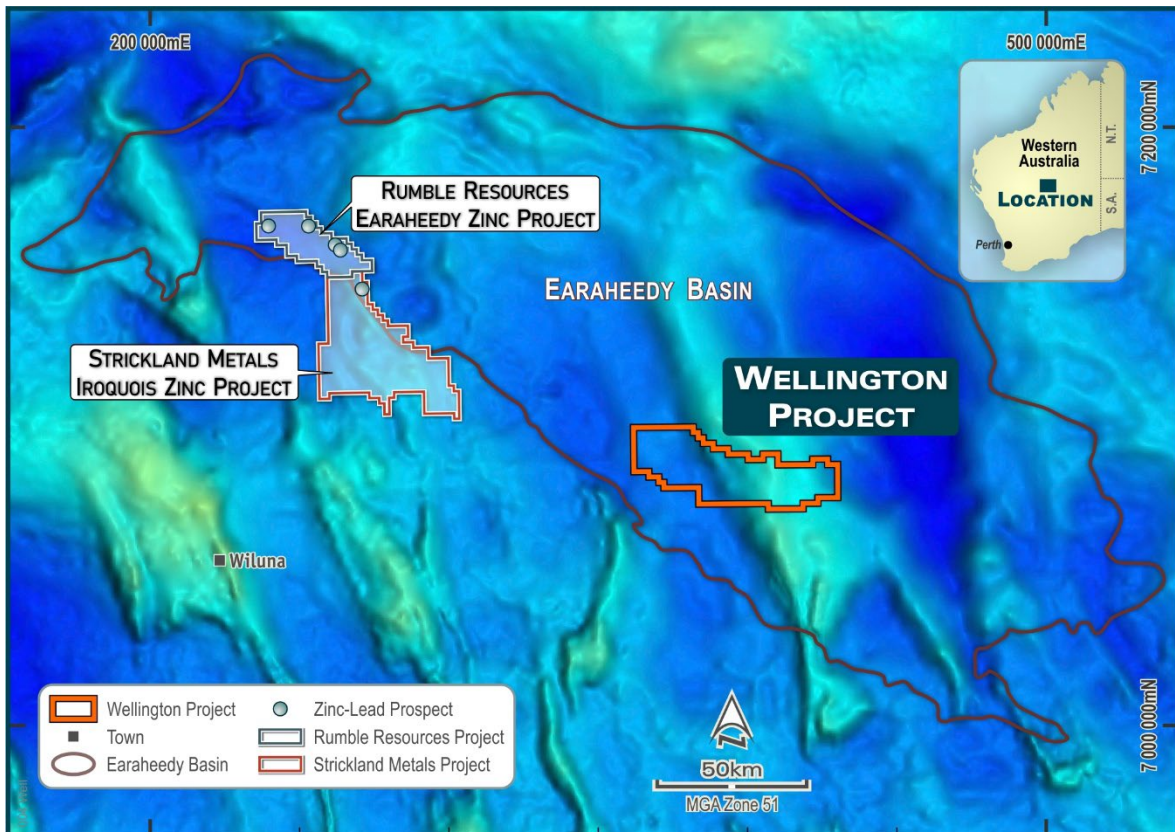 200 000mE
500 000mE
7 200 000mN
Western
Australia
N.T.
S.A.
LOCATION
Perth
RUMBLE RESOURCES
EARAHEEDY ZINC PROJECT
EARAHEEDY BASIN
STRICKLAND METALS
IROQUOIS ZINC PROJECT
WELLINGTON
PROJECT
Wiluna
Wellington Project
Zinc-Lead Prospect
Town
Rumble Resources Project
Earaheedy Basin
Strickland Metals Project
N
50km
MGA Zone 51
7 000 000mN